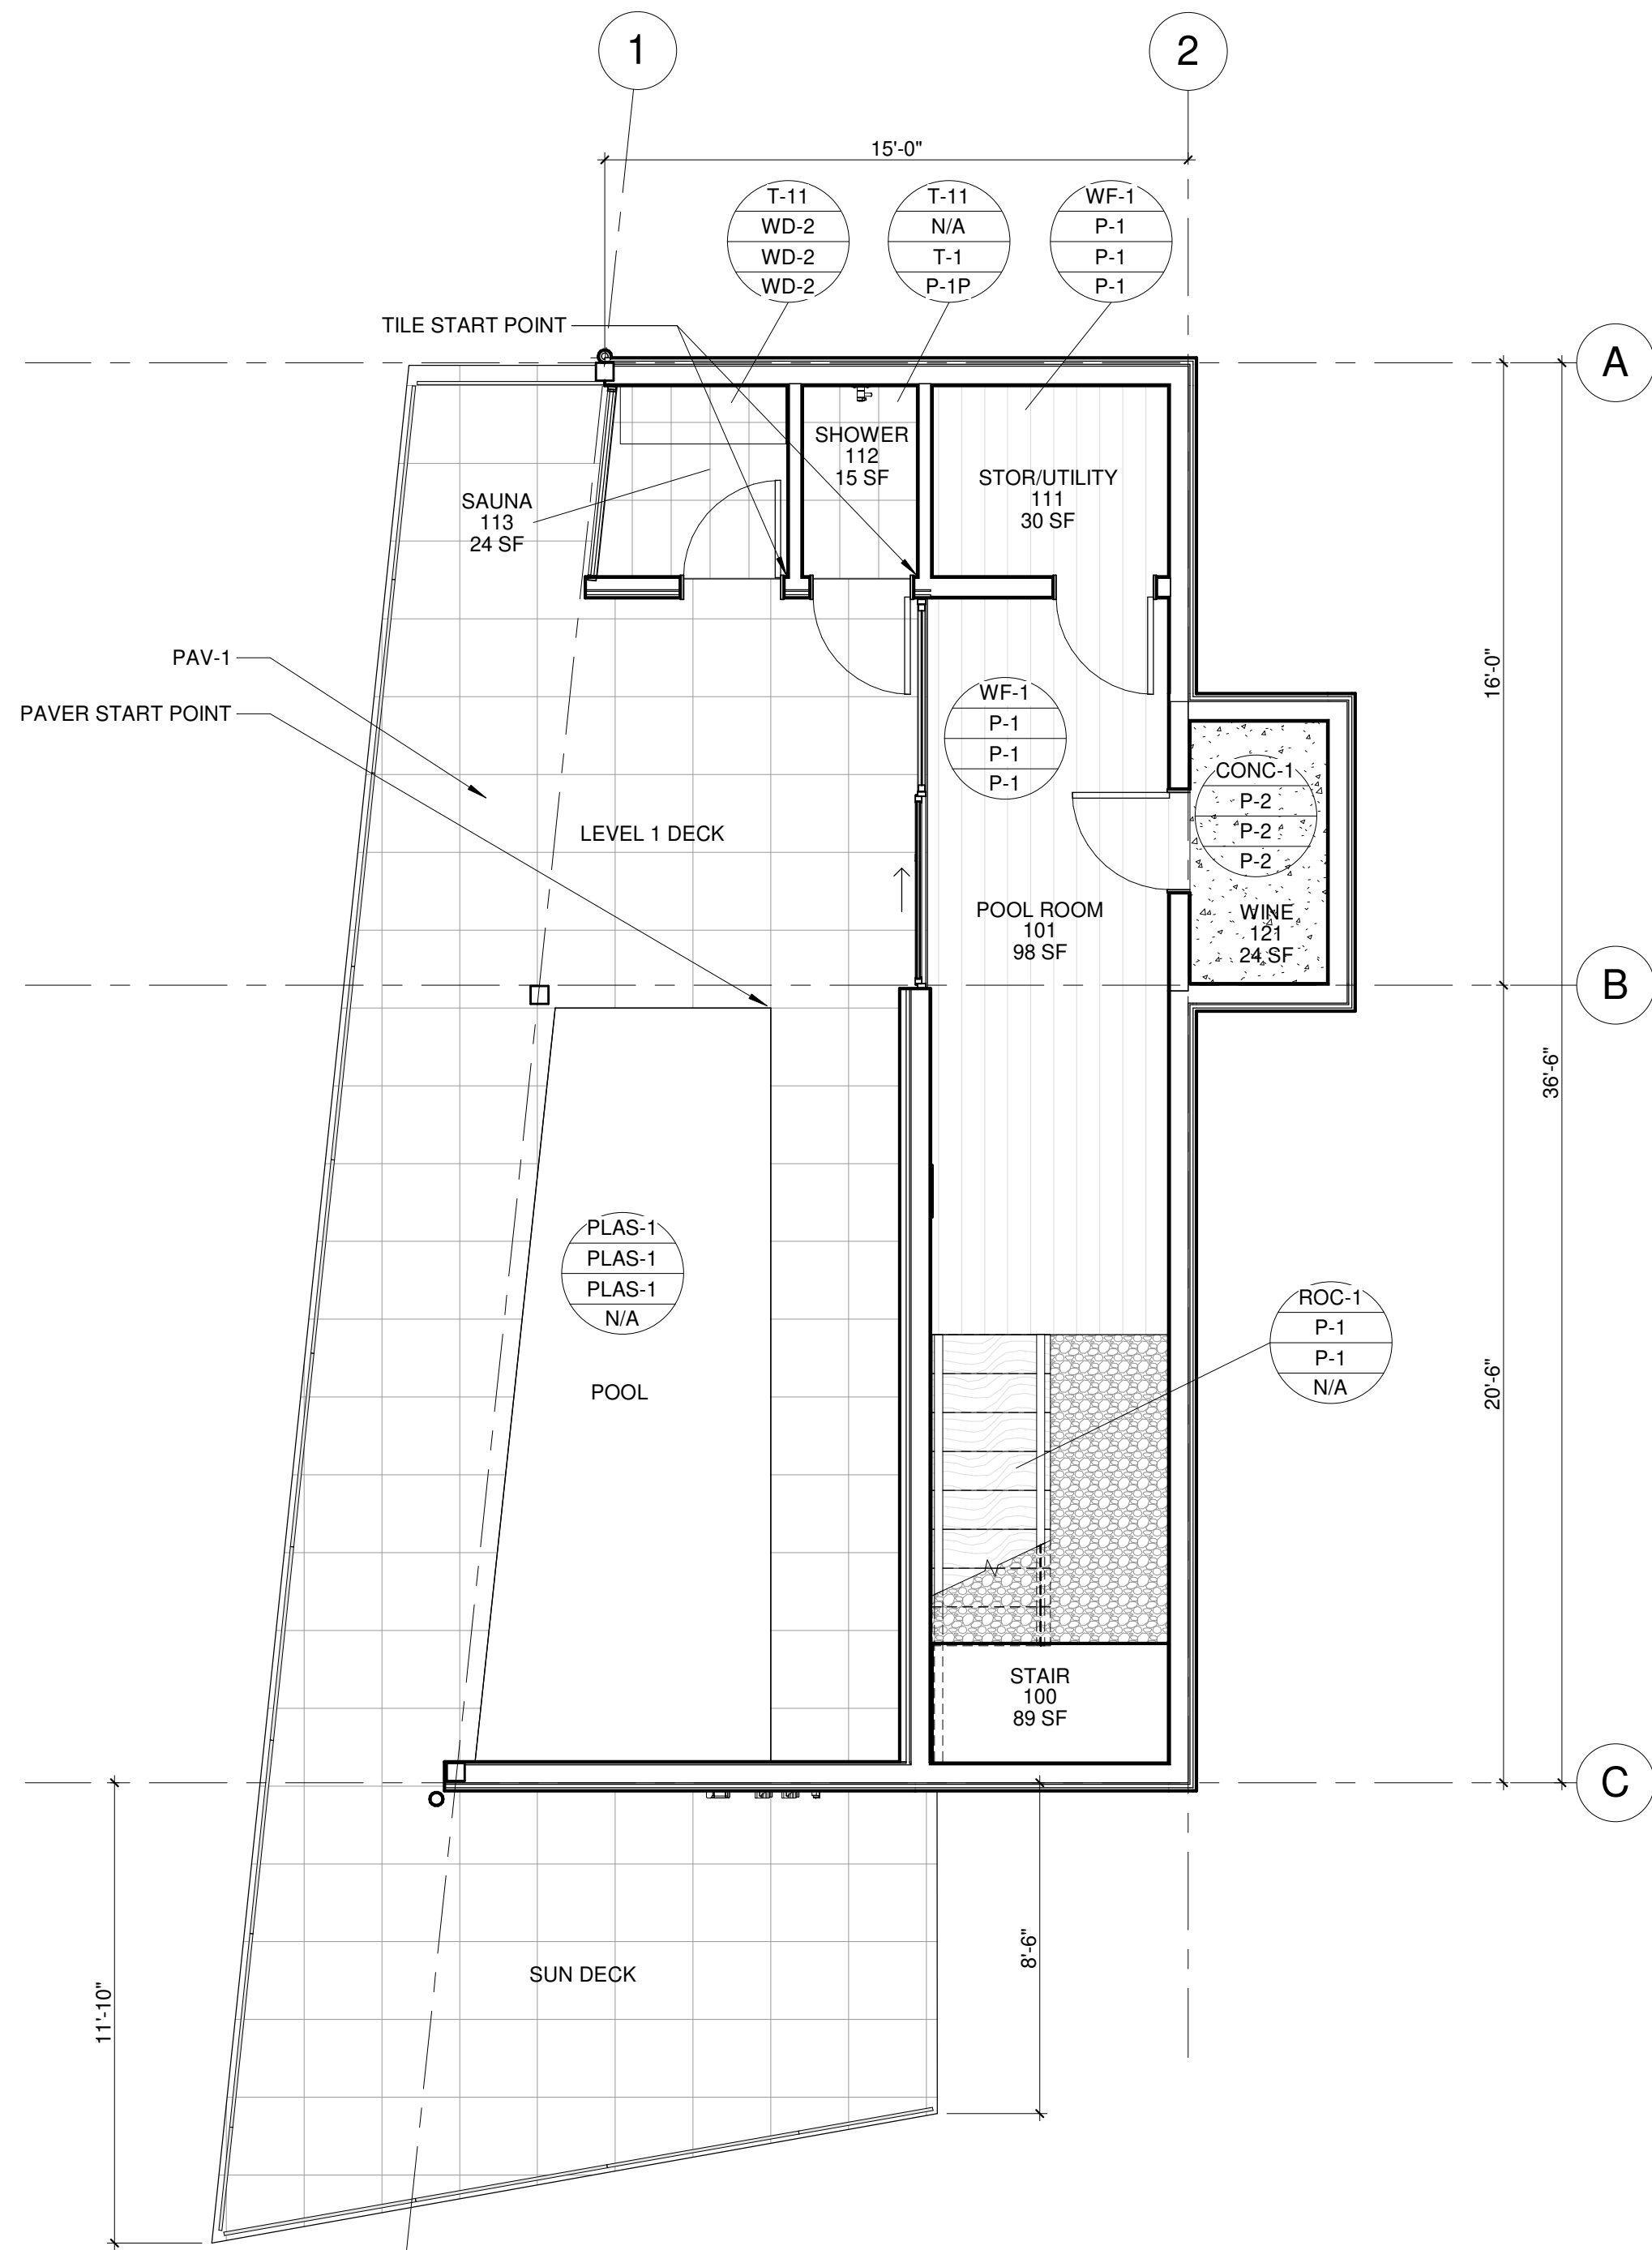 1
2
15'-0"
T-11
WD-2
WD-2
WD-2
T-11
N/A
T-1
P-1P
WF-1
P-1
P-1
P-1
TILE START POINT
A
SHOWER
112
15 SF
STOR/UTILITY
111
30 SF
SAUNA
113
24 SF
PAV-1
PAVER START POINT
16'-0"
WF-1
P-1
P-1
P-1
CONC-1
P-2
P-2
P-2
LEVEL 1 DECK
POOL ROOM
101
98 SF
WINE
121
24 SF
B
36'-6"
PLAS-1
PLAS-1
PLAS-1
N/A
ROC-1
P-1
P-1
N/A
POOL
20'-6"
STAIR
100
89 SF
C
8'-6"
SUN DECK
11'-10"